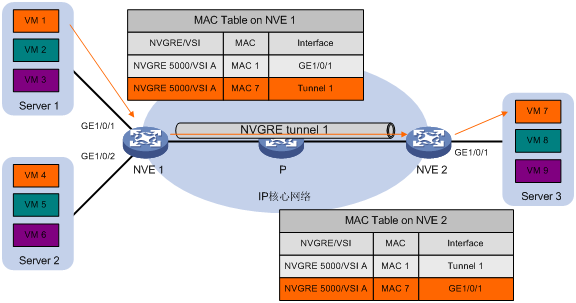 VM 1
VM 2
VM 3
Server 1
MAC Table on NVE 1
NVGRE/VSI MAC Interface
NVGRE 5000/VSI A MAC 1 GE1/0/1
NVGRE 5000/VSI A MAC 7 Tunnel 1
GE1/0/1
GE1/0/2
NVGRE tunnel 1
NVE 1
P
NVE 2
GE1/0/1
IP核心网络
VM 7
VM 8
VM 9
Server 3
VM 4
VM 5
VM 6
Server 2
MAC Table on NVE 2
NVGRE/VSI MAC Interface
NVGRE 5000/VSI A MAC 1 Tunnel 1
NVGRE 5000/VSI A MAC 7 GE1/0/1